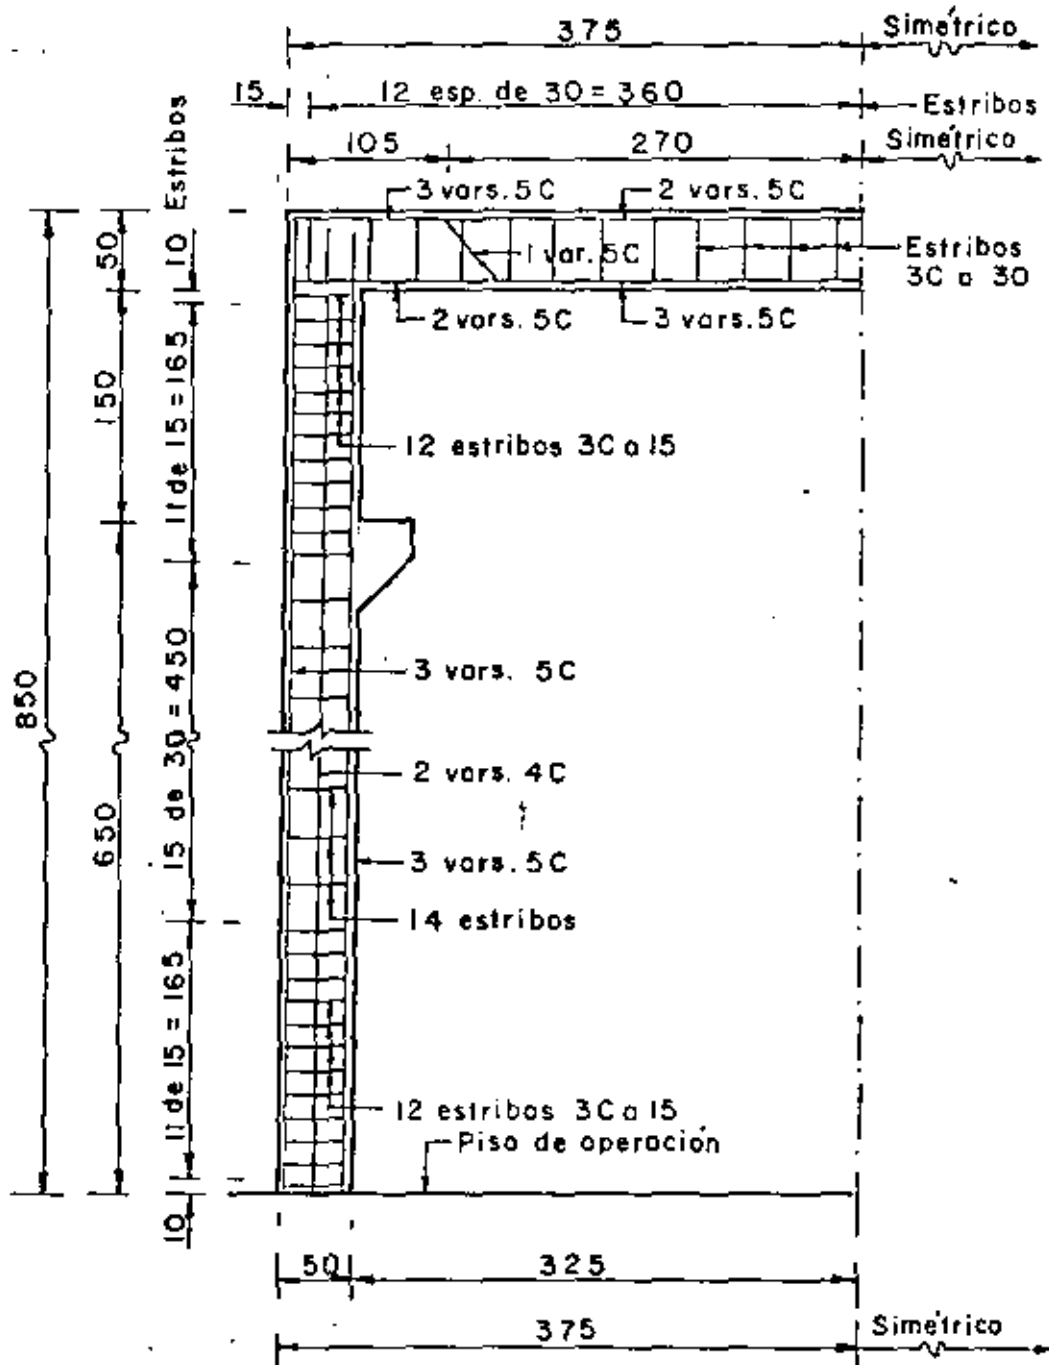 375
Simétrico
15
12 esp. de 30 = 360
Estribos
105
270
Simétrico
Estribos
3 vars. 5C
2 vars. 5C
50
10
1 var. 5C
Estribos
3C a 30
2 vars. 5C
3 vars. 5C
150
11 de 15 = 165
12 estribos 3C a 15
850
650
15 de 30 = 450
3 vars. 5C
2 vars. 4C
3 vars. 5C
14 estribos
11 de 15 = 165
12 estribos 3C a 15
Piso de operación
10
50
325
375
Simétrico